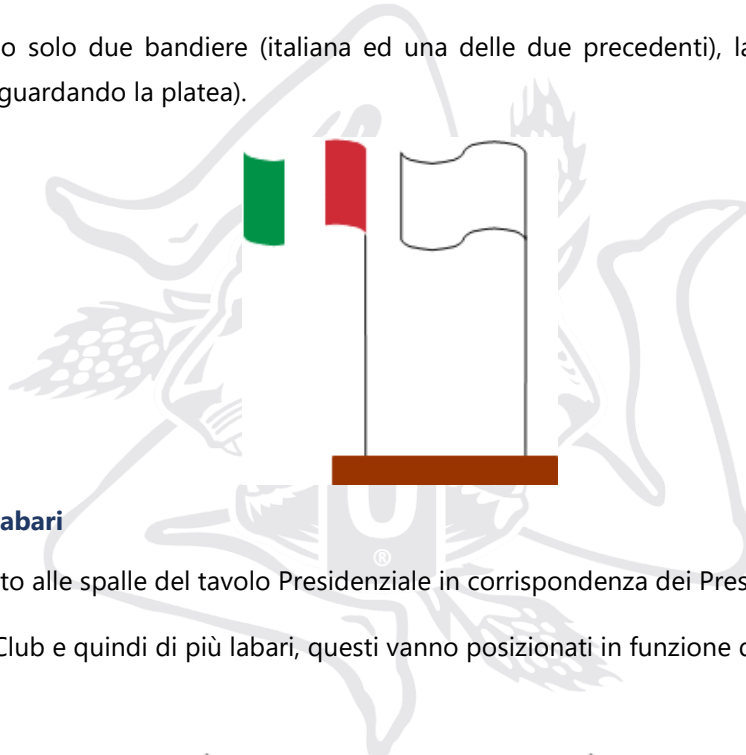 o solo due bandiere (italiana ed una delle due precedenti), la
guardando la platea).
abari
to alle spalle del tavolo Presidenziale in corrispondenza dei Pres
Club e quindi di più labari, questi vanno posizionati in funzione
®